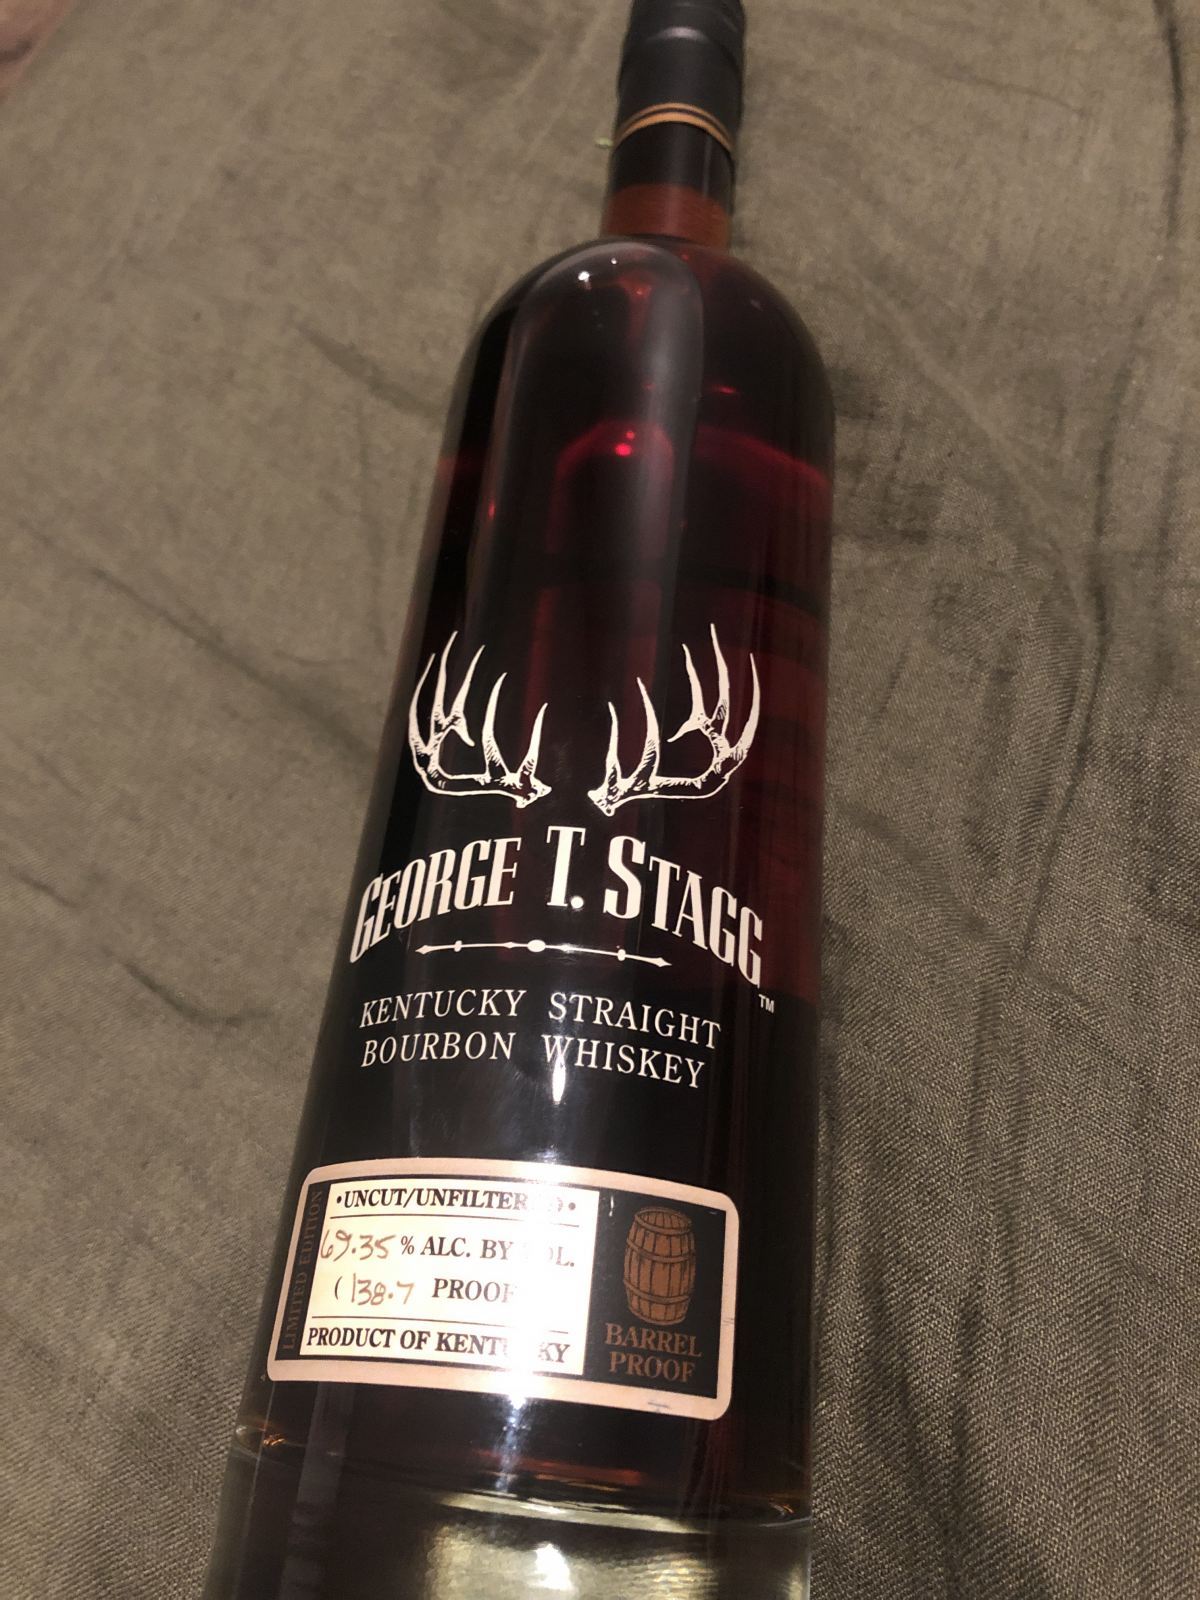 GEORGE T. STAGG
TM
KENTUCKY STRAIGHT
BOURBON WHISKEY
LIMITED EDITION
•UNCUT/UNFILTERED•
69.35 % ALC. BY VOL.
(138.7 PROOF
PRODUCT OF KENTUCKY
BARREL
PROOF